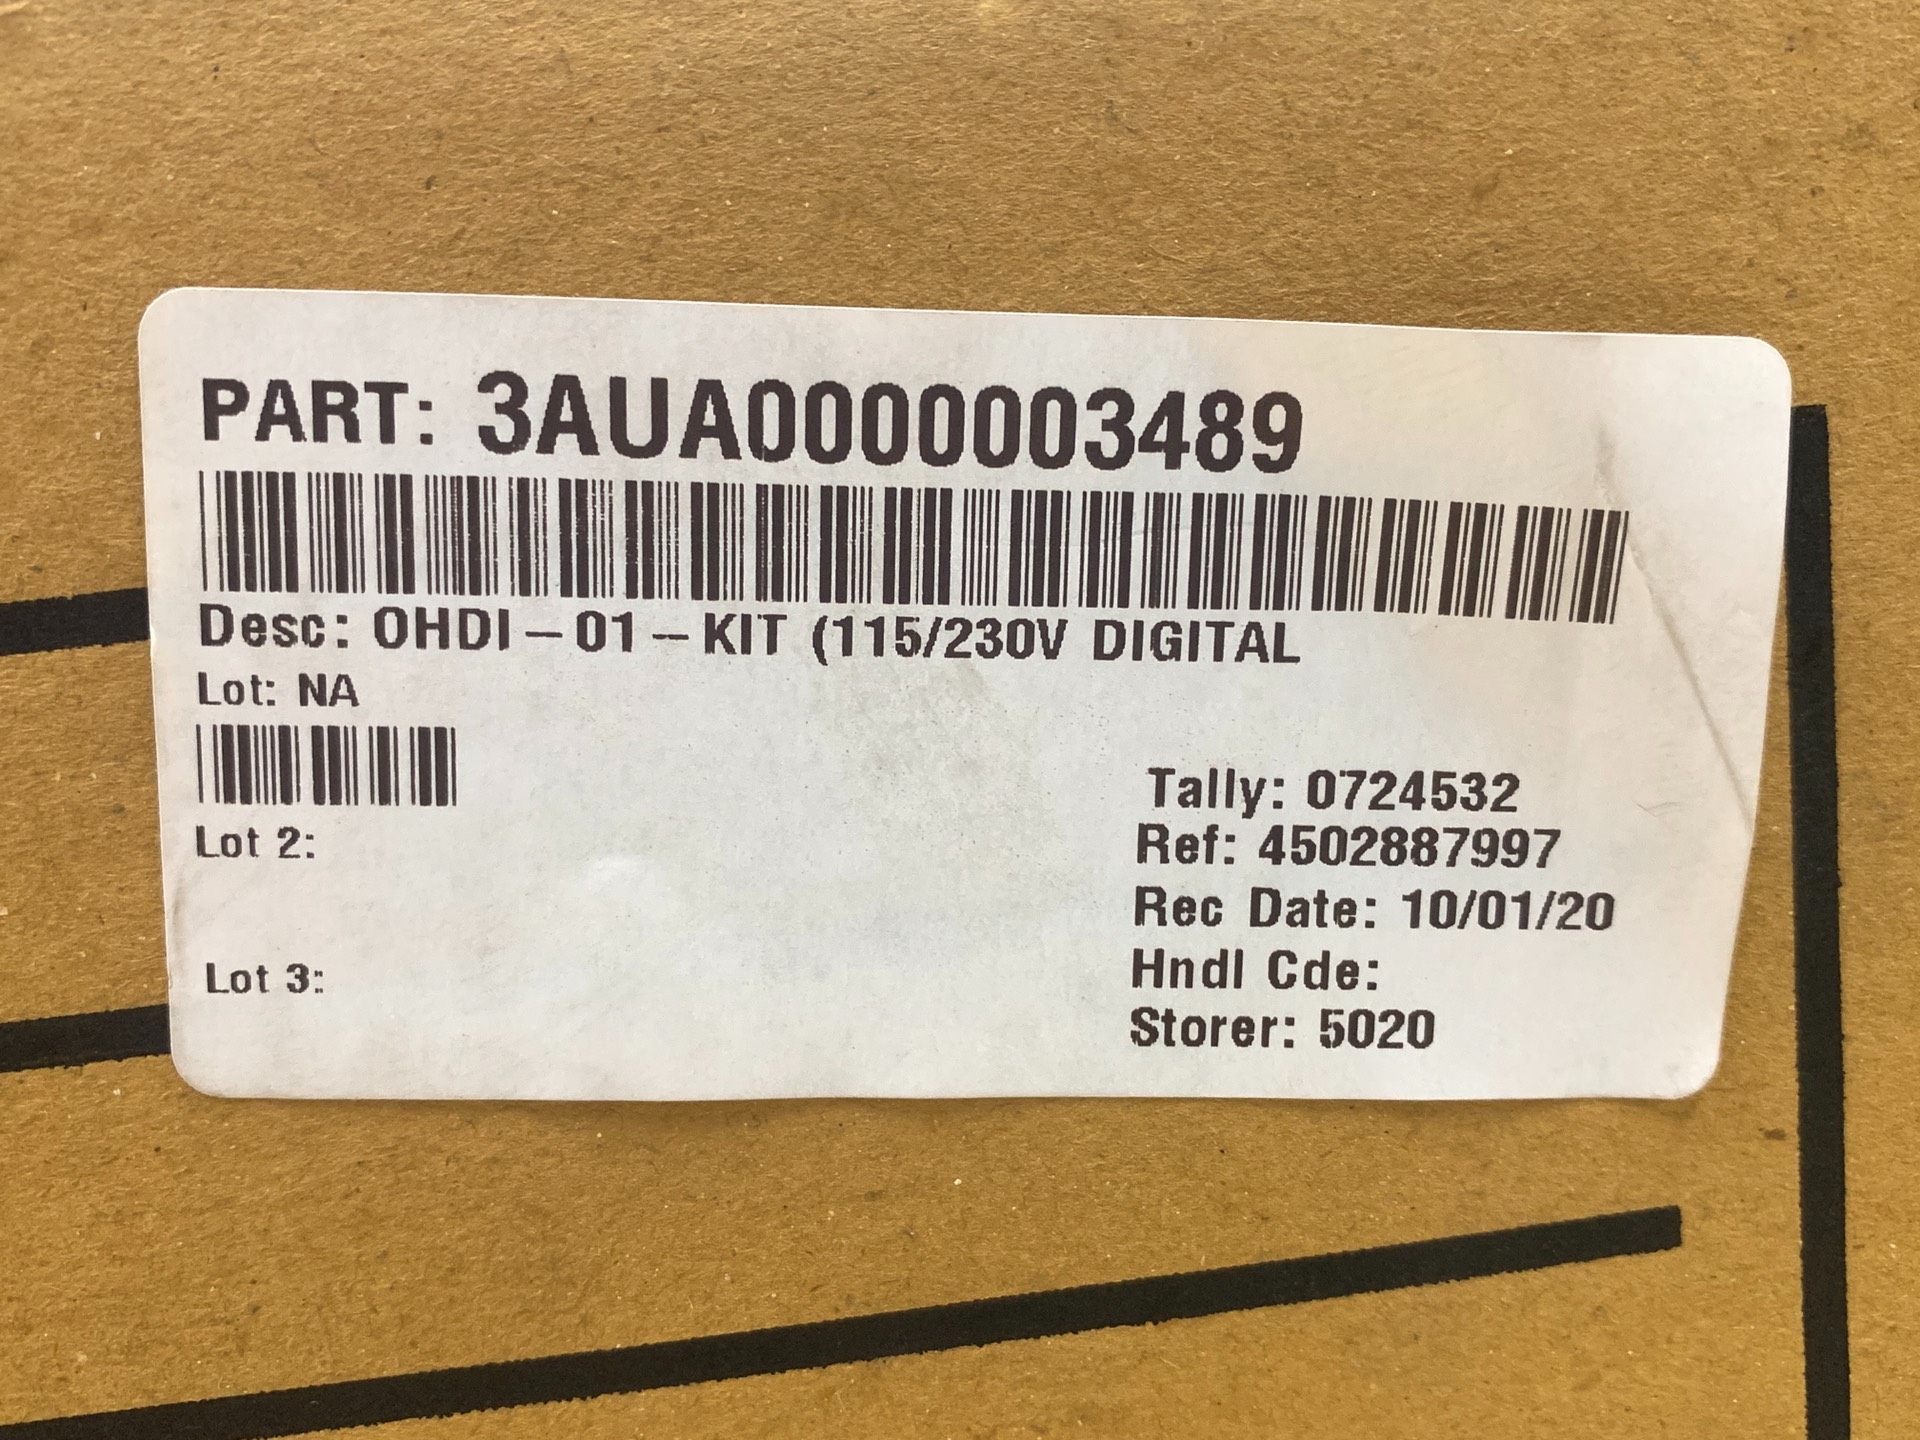 PART: 3AUA0000003489
Desc: OHDI-01-KIT (115/230V DIGITAL
Lot: NA
Lot 2:
Lot 3:
Tally: 0724532
Ref: 4502887997
Rec Date: 10/01/20
Hndl Cde:
Storer: 5020